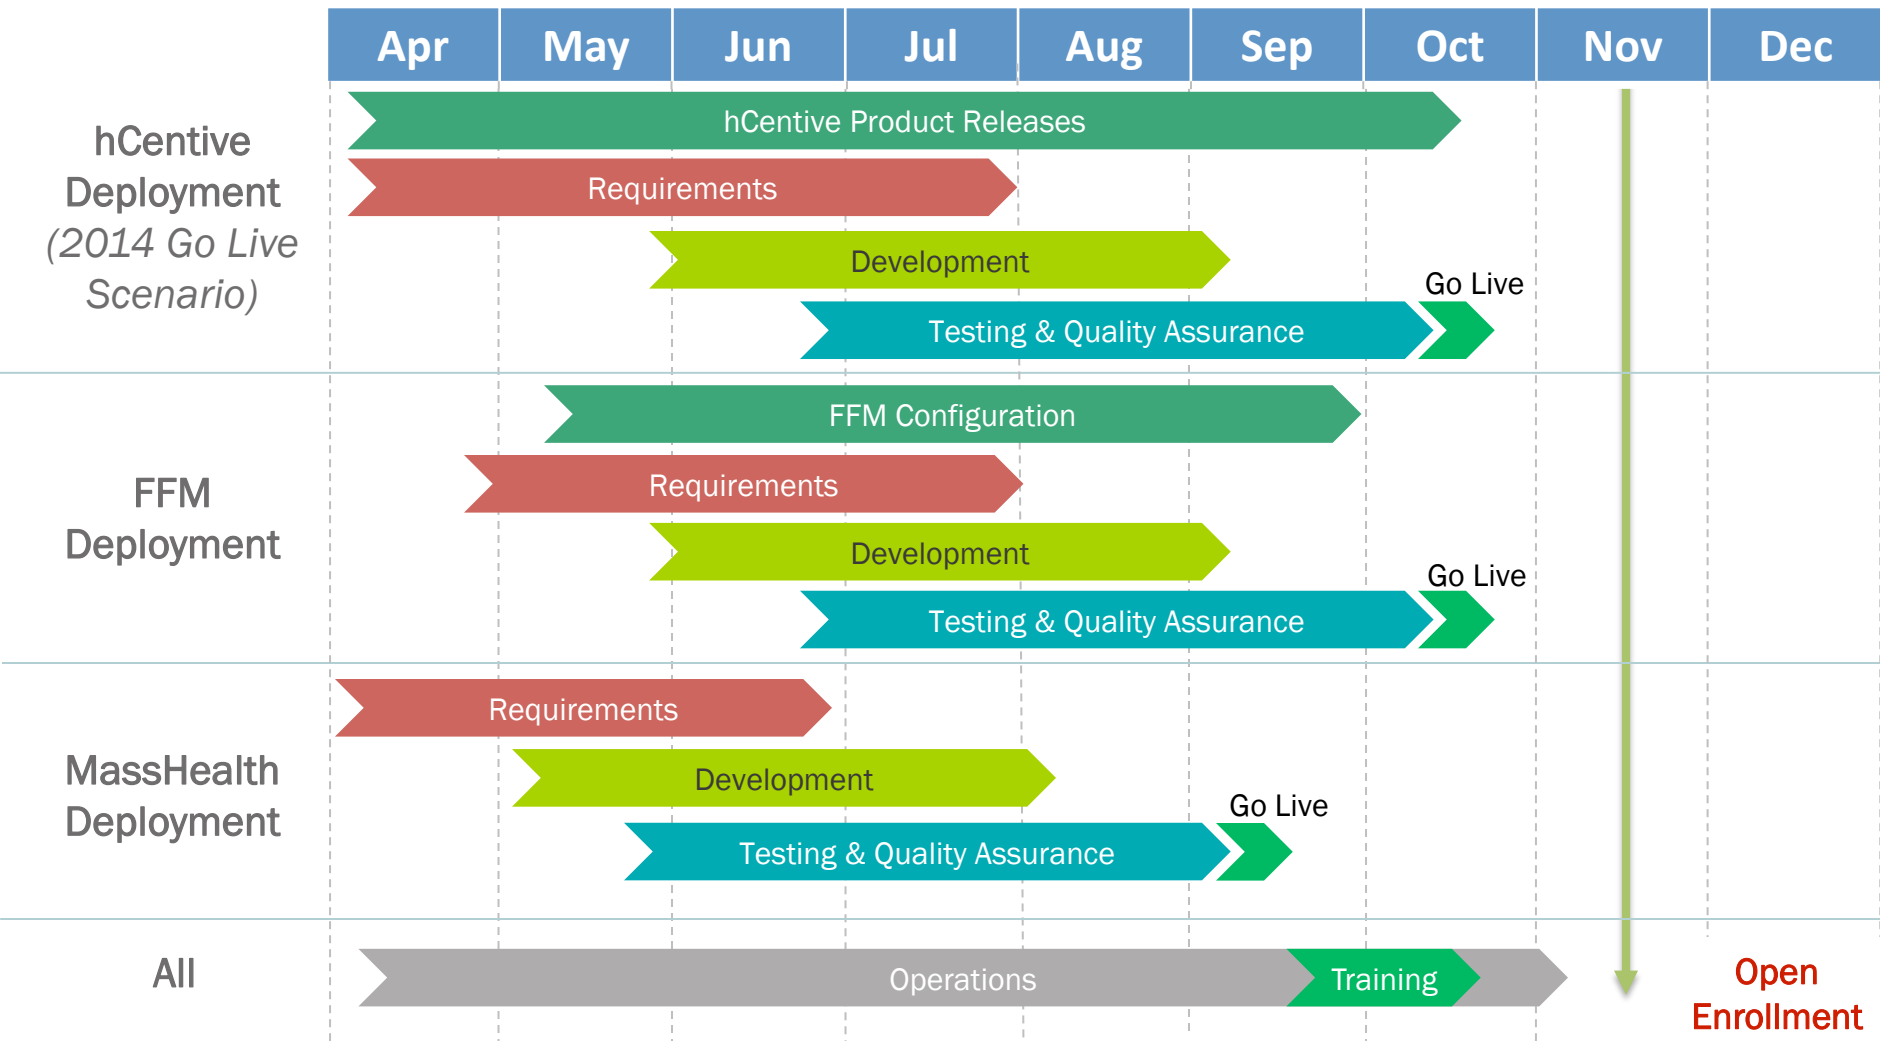 Apr May Jun Jul Aug Sep Oct Nov Dec
hCentive
Deployment
(2014 Go Live
Scenario)
hCentive Product Releases
Requirements
Development
Go Live
Testing & Quality Assurance
FFM
Deployment
FFM Configuration
Requirements
Development
Go Live
Testing & Quality Assurance
MassHealth
Deployment
Requirements
Development
Go Live
Testing & Quality Assurance
All
Operations
Training
Open
Enrollment